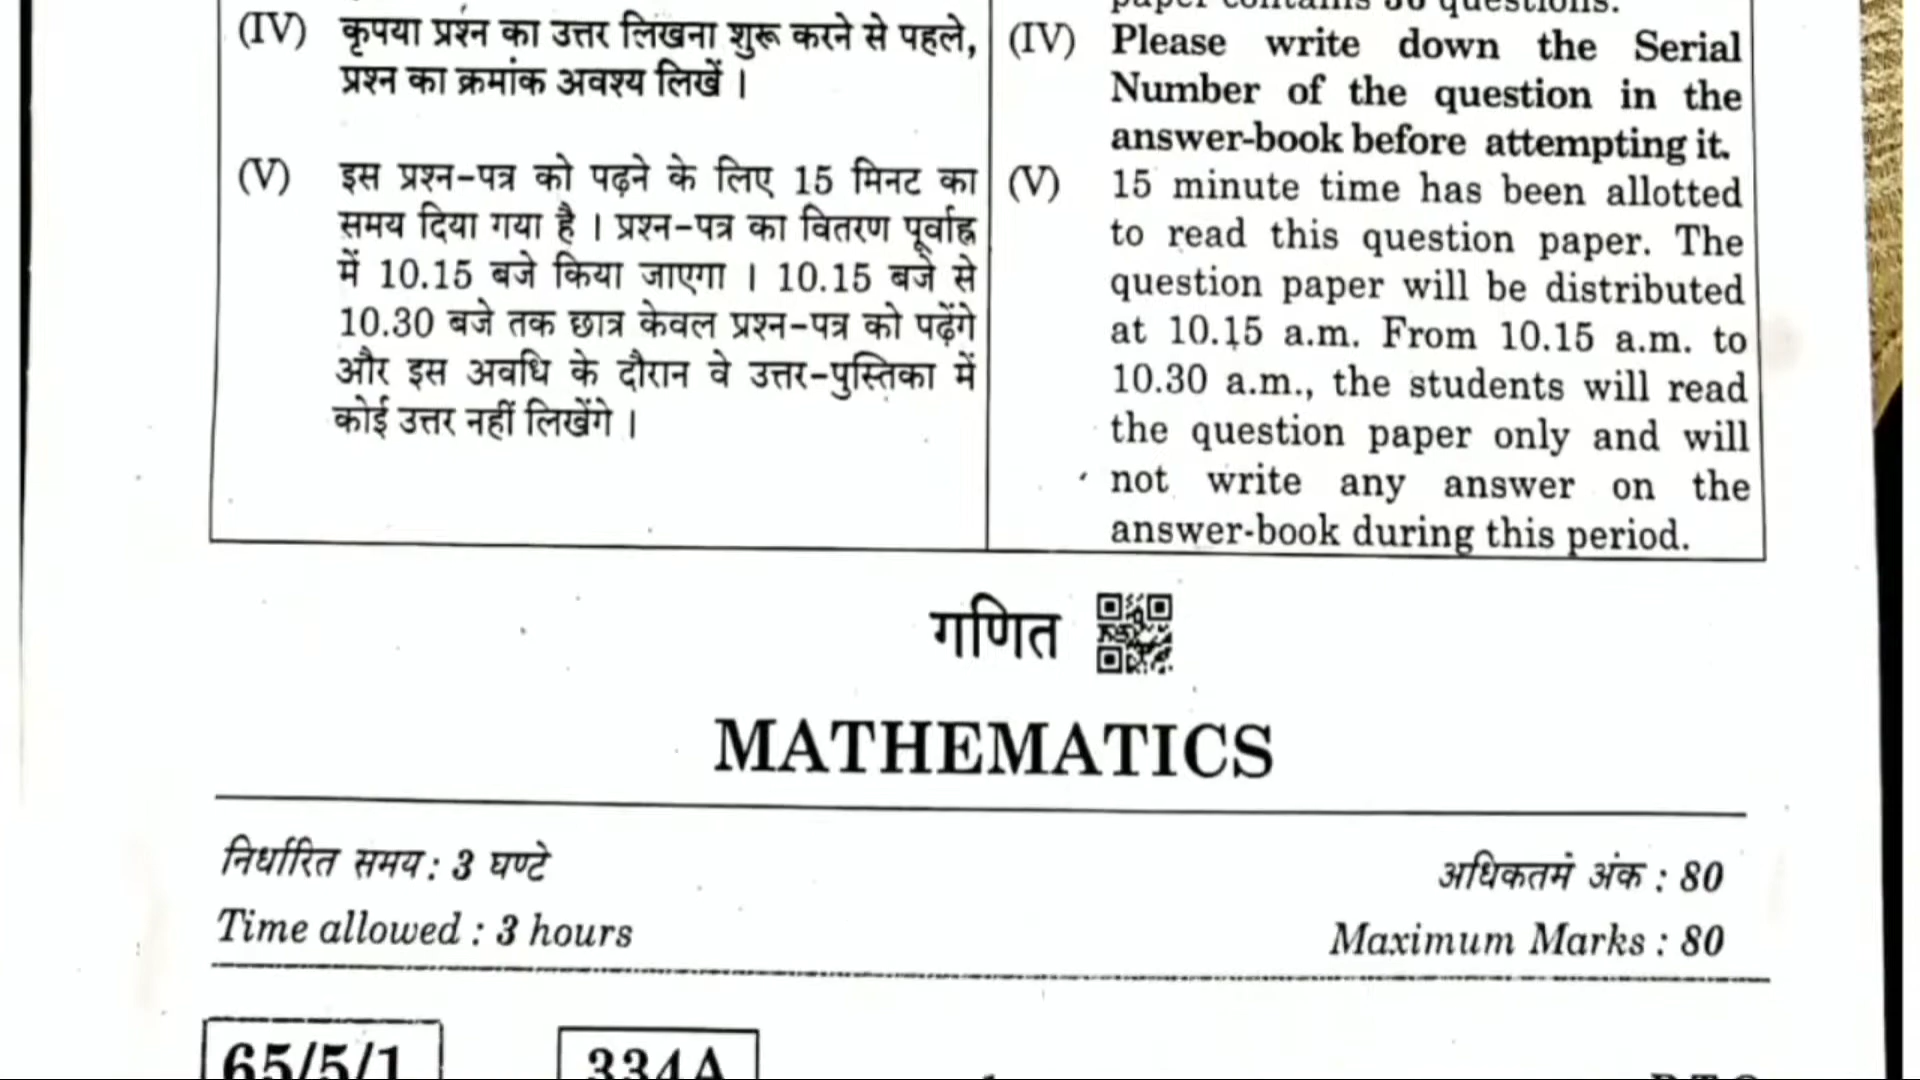 (IV) कृपया प्रश्न का उत्तर लिखना शुरू करने से पहले,
प्रश्न का क्रमांक अवश्य लिखें ।
(V) इस प्रश्न-पत्र को पढ़ने के लिए 15 मिनट का
समय दिया गया है । प्रश्न-पत्र का वितरण पूर्वाह्न
में 10.15 बजे किया जाएगा । 10.15 बजे से
10.30 बजे तक छात्र केवल प्रश्न-पत्र को पढ़ेंगे
और इस अवधि के दौरान वे उत्तर-पुस्तिका में
कोई उत्तर नहीं लिखेंगे ।
paper contains 38 questions.
(IV) Please write down the Serial
Number of the question in the
answer-book before attempting it.
(V) 15 minute time has been allotted
to read this question paper. The
question paper will be distributed
at 10.15 a.m. From 10.15 a.m. to
10.30 a.m., the students will read
the question paper only and will
not write any answer on the
answer-book during this period.
गणित
MATHEMATICS
निर्धारित समय : 3 घण्टे
अधिकतम अंक : 80
Time allowed : 3 hours
Maximum Marks : 80
65/5/1
334A
P.T.O.